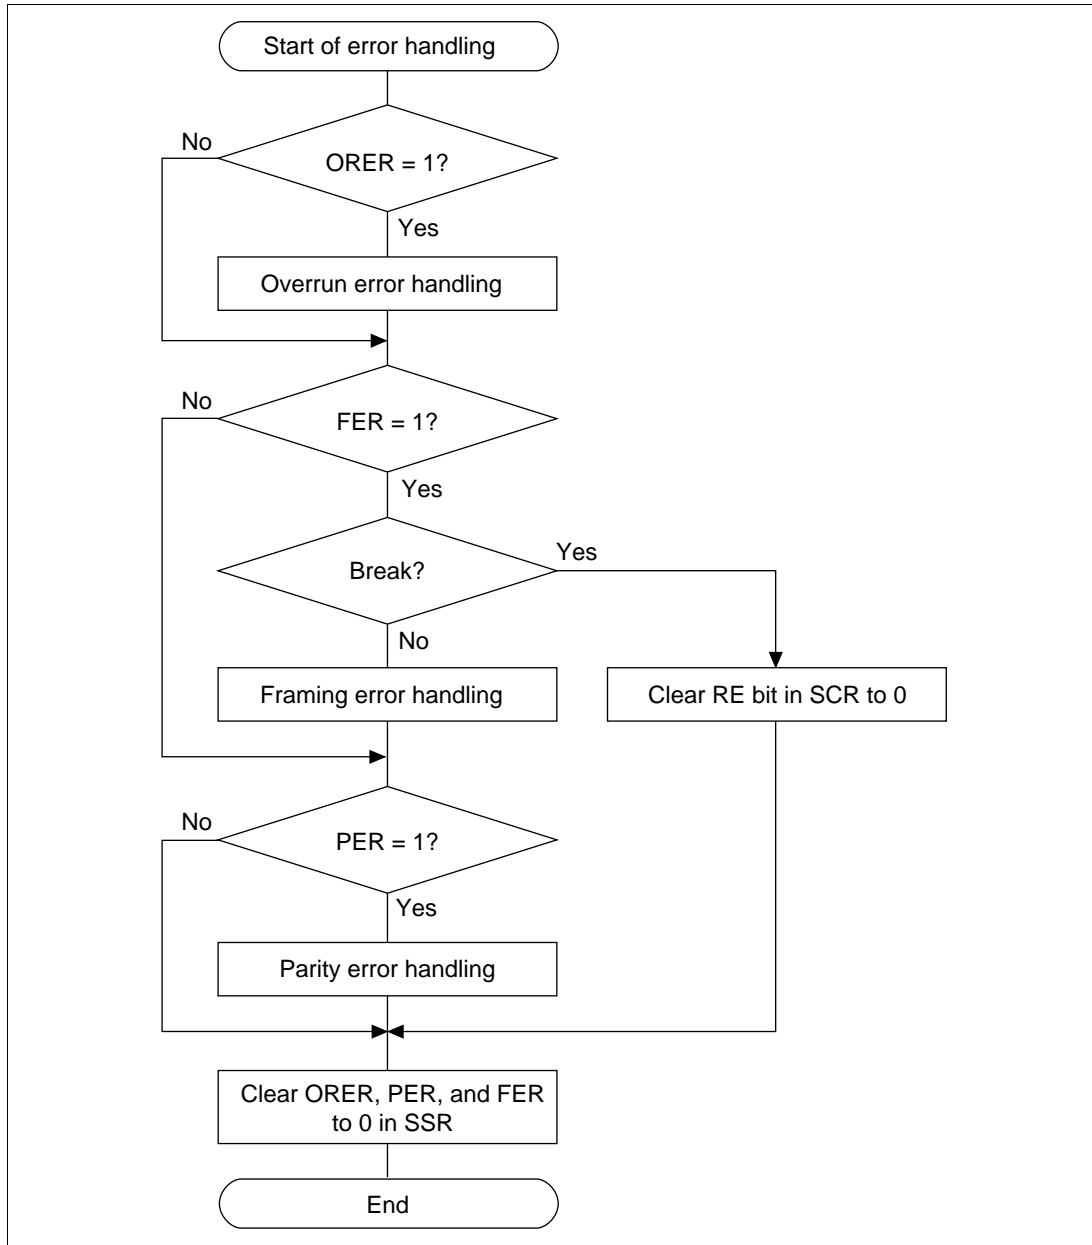 Start of error handling
No
ORER = 1?
Yes
Overrun error handling
No
FER = 1?
Yes
Break?
Yes
No
Framing error handling
Clear RE bit in SCR to 0
No
PER = 1?
Yes
Parity error handling
Clear ORER, PER, and FER
to 0 in SSR
End